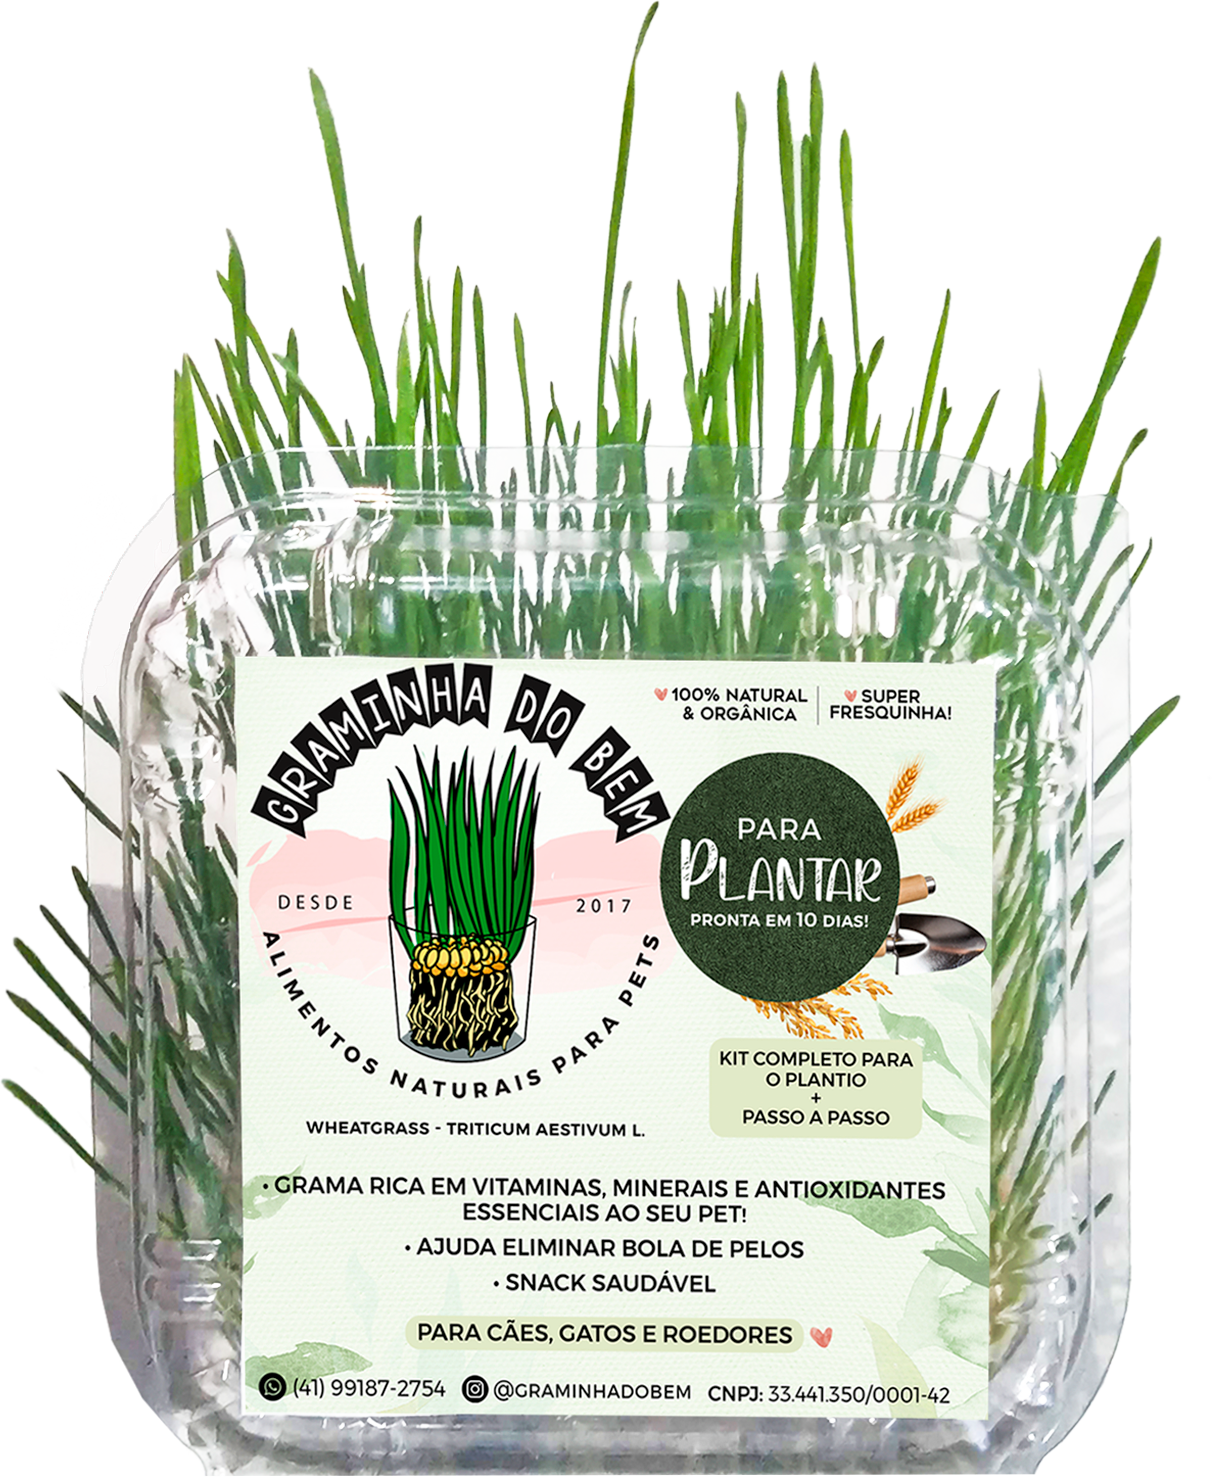 GRAMINHA DO BEM
100% NATURAL
& ORGÂNICA
SUPER
FRESQUINHA!
PARA
PLANTAR
PRONTA EM 10 DIAS!
DESDE 2017
ALIMENTOS NATURAIS PARA PETS
KIT COMPLETO PARA
O PLANTIO
+
PASSO A PASSO
WHEATGRASS - TRITICUM AESTIVUM L.
• GRAMA RICA EM VITAMINAS, MINERAIS E ANTIOXIDANTES
ESSENCIAIS AO SEU PET!
• AJUDA ELIMINAR BOLA DE PELOS
• SNACK SAUDÁVEL
PARA CÃES, GATOS E ROEDORES
(41) 99187-2754 @GRAMINHADOBEM CNPJ: 33.441.350/0001-42